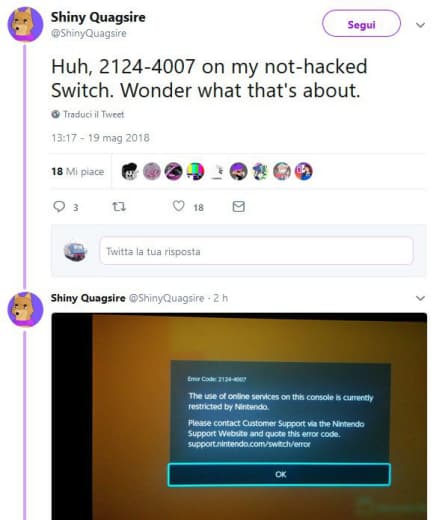 Shiny Quagsire
@ShinyQuagsire
Segui
Huh, 2124-4007 on my not-hacked
Switch. Wonder what that's about.
Traduci il Tweet
13:17 - 19 mag 2018
18 Mi piace
3
18
Twitta la tua risposta
Shiny Quagsire @ShinyQuagsire · 2 h
Error Code: 2124-4007
The use of online services on this console is currently
restricted by Nintendo.
Please contact Customer Support via the Nintendo
Support Website and quote this error code.
support.nintendo.com/switch/error
OK